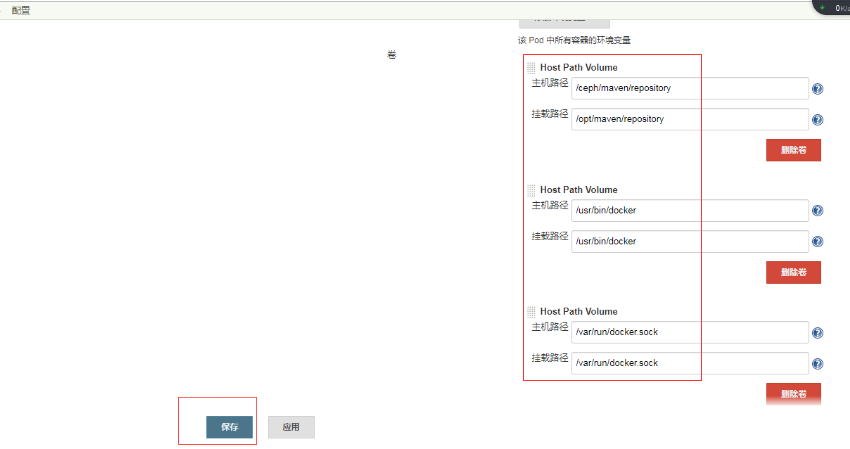 配置
0K/s
该 Pod 中所有容器的环境变量
卷
Host Path Volume
主机路径
/ceph/maven/repository
挂载路径
/opt/maven/repository
删除卷
Host Path Volume
主机路径
/usr/bin/docker
挂载路径
/usr/bin/docker
删除卷
Host Path Volume
主机路径
/var/run/docker.sock
挂载路径
/var/run/docker.sock
删除卷
保存
应用